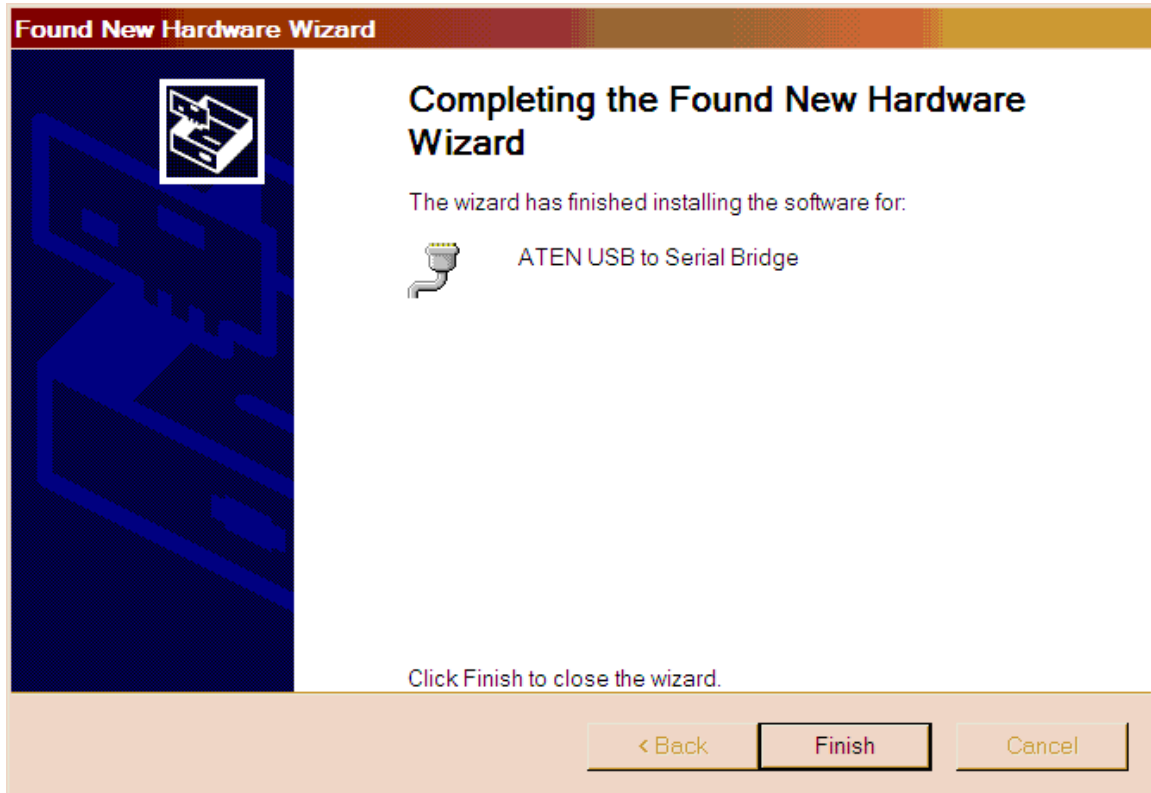 Found New Hardware Wizard
Completing the Found New Hardware
Wizard
The wizard has finished installing the software for:
ATEN USB to Serial Bridge
Click Finish to close the wizard.
< Back
Finish
Cancel